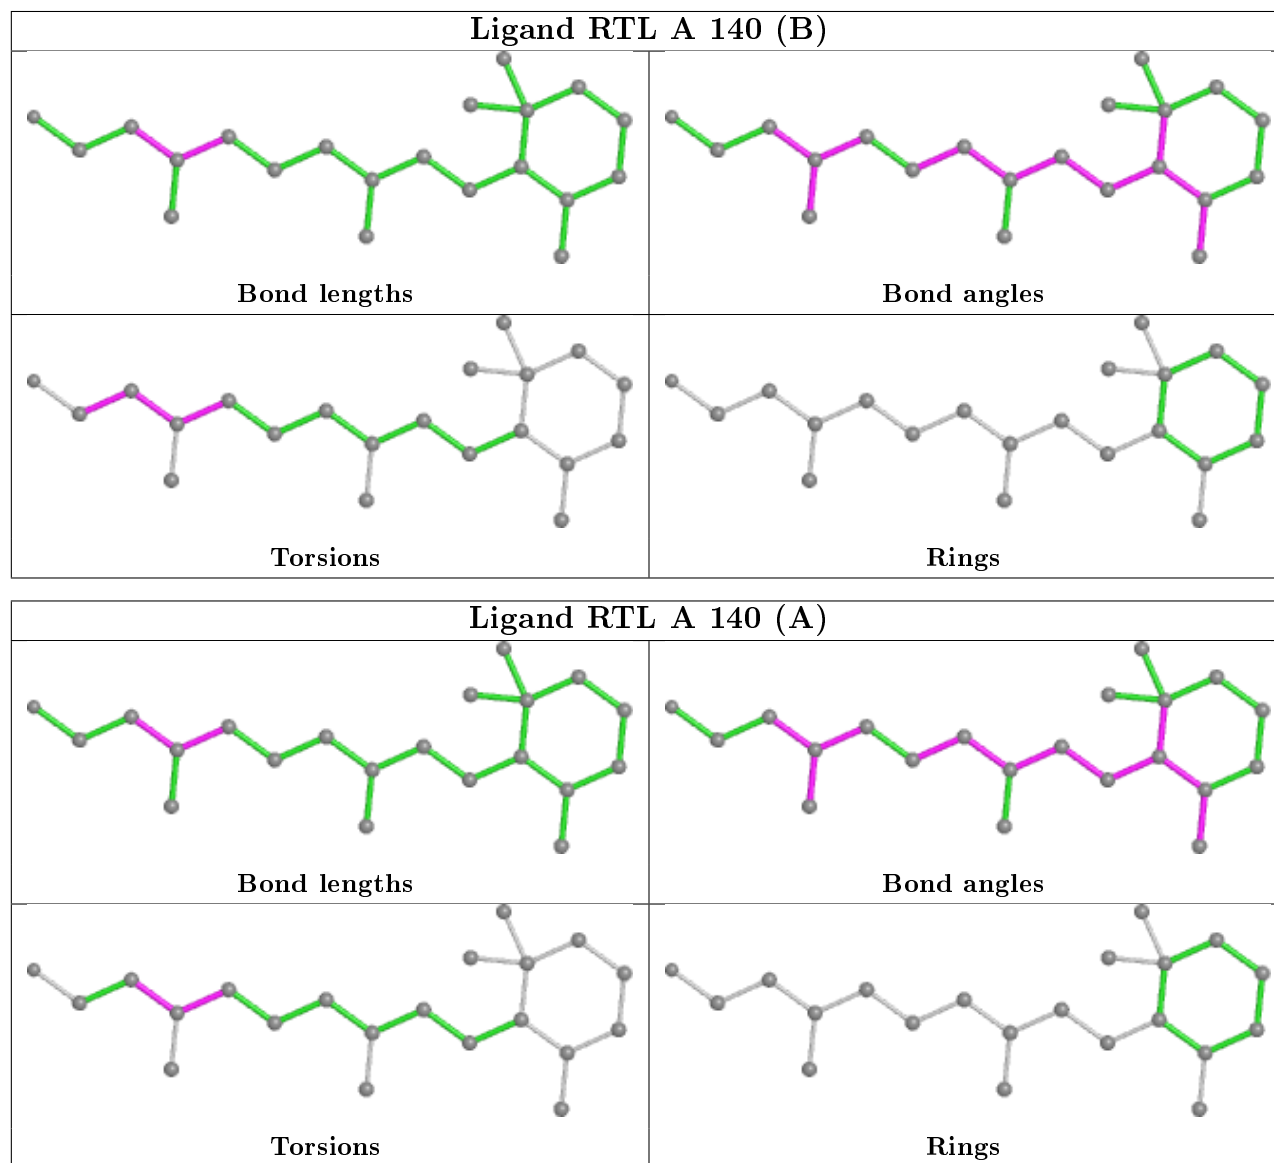 Ligand RTL A 140 (B)
Bond lengths
Bond angles
Torsions
Rings
Ligand RTL A 140 (A)
Bond lengths
Bond angles
Torsions
Rings